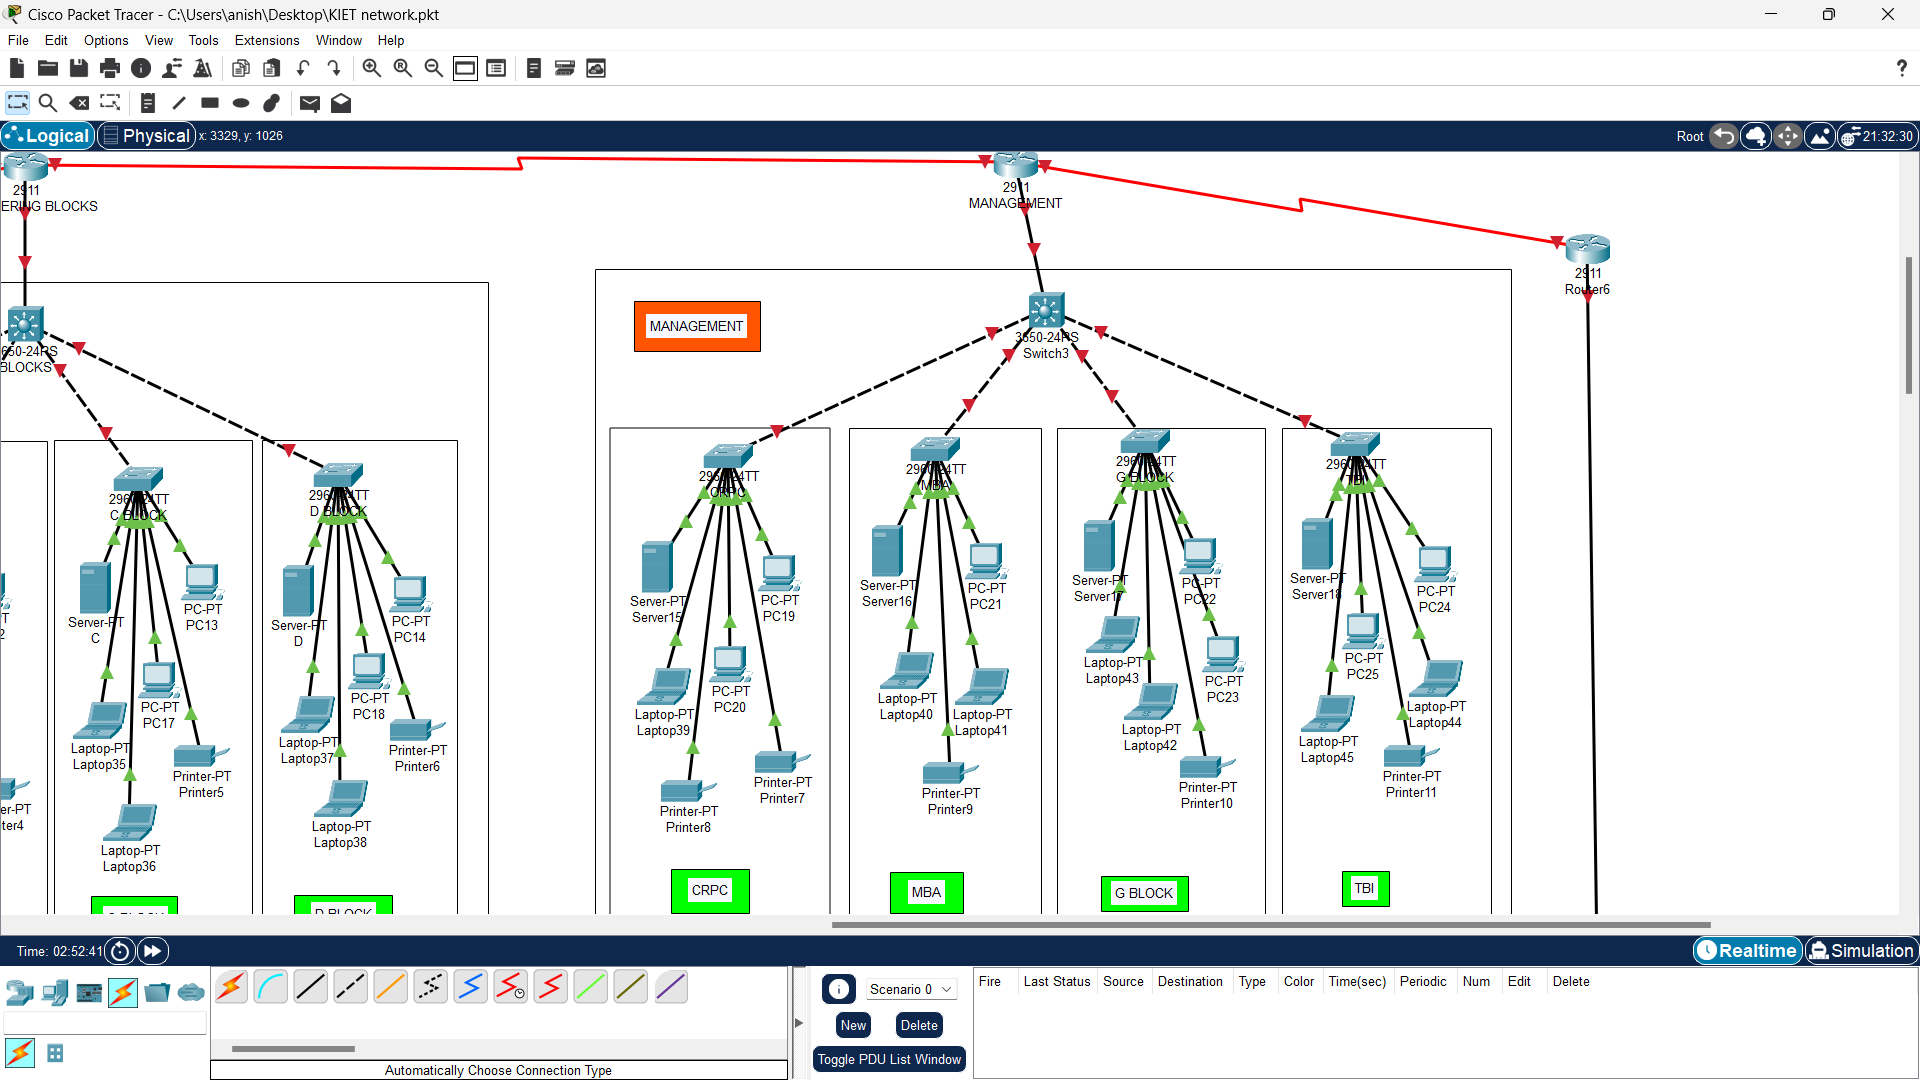 Cisco Packet Tracer - C:\Users\anish\Desktop\KIET network.pkt
File Edit Options View Tools Extensions Window Help
Logical Physical x: 3329, y: 1026 Root 21:32:30
2911
ERING BLOCKS
2911
MANAGEMENT
2911
Router6
650-24RS
BLOCKS
MANAGEMENT
3650-24RS
Switch3
2960-24TT
C BLOCK
2960-24TT
D BLOCK
2960-24TT
CRPC
2960-24TT
MBA
2960-24TT
G BLOCK
2960-24TT
TBI
Server-PT
C
PC-PT
PC13
PC-PT
PC17
Laptop-PT
Laptop35
Printer-PT
Printer5
Laptop-PT
Laptop36
Server-PT
D
PC-PT
PC14
PC-PT
PC18
Laptop-PT
Laptop37
Printer-PT
Printer6
Laptop-PT
Laptop38
er-PT
ter4
Server-PT
Server15
PC-PT
PC19
PC-PT
PC20
Laptop-PT
Laptop39
Printer-PT
Printer7
Printer-PT
Printer8
Server-PT
Server16
PC-PT
PC21
Laptop-PT
Laptop40
Laptop-PT
Laptop41
Printer-PT
Printer9
Server-PT
Server17
PC-PT
PC22
Laptop-PT
Laptop43
PC-PT
PC23
Laptop-PT
Laptop42
Printer-PT
Printer10
Server-PT
Server18
PC-PT
PC24
PC-PT
PC25
Laptop-PT
Laptop44
Laptop-PT
Laptop45
Printer-PT
Printer11
D BLOCK
CRPC
MBA
G BLOCK
TBI
Time: 02:52:41 Realtime Simulation
Scenario 0
New Delete
Toggle PDU List Window
Fire Last Status Source Destination Type Color Time(sec) Periodic Num Edit Delete
Automatically Choose Connection Type